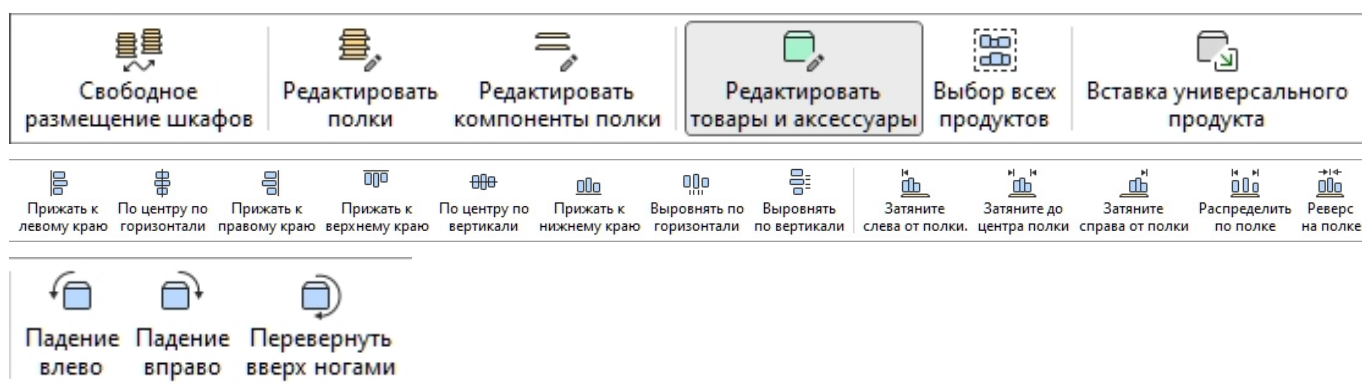 Свободное Редактировать Редактировать Редактировать Выбор всех Вставка универсального
размещение шкафов полки компоненты полки товары и аксессуары продуктов продукта
Прижать к По центру по Прижать к Прижать к По центру по Прижать к Выровнять по Выровнять Затяните Затяните до Затяните Распределить Реверс
левому краю горизонтали правому краю верхнему краю вертикали нижнему краю горизонтали по вертикали слева от полки. центра полки справа от полки по полке на полке
Падение Падение Перевернуть
влево вправо вверх ногами